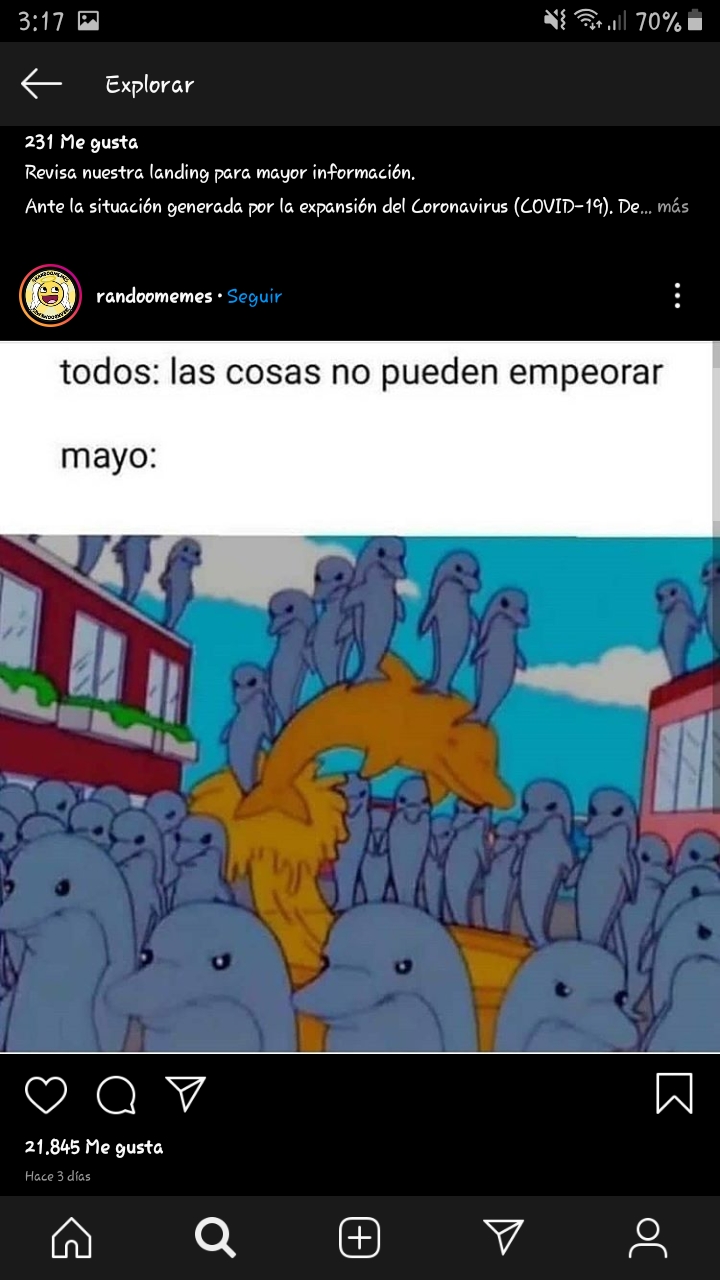 3:17 70%
Explorar
231 Me gusta
Revisa nuestra landing para mayor información.
Ante la situación generada por la expansión del Coronavirus (COVID-19). De... más
randoomemes • Seguir
todos: las cosas no pueden empeorar
mayo:
21.845 Me gusta
Hace 3 días